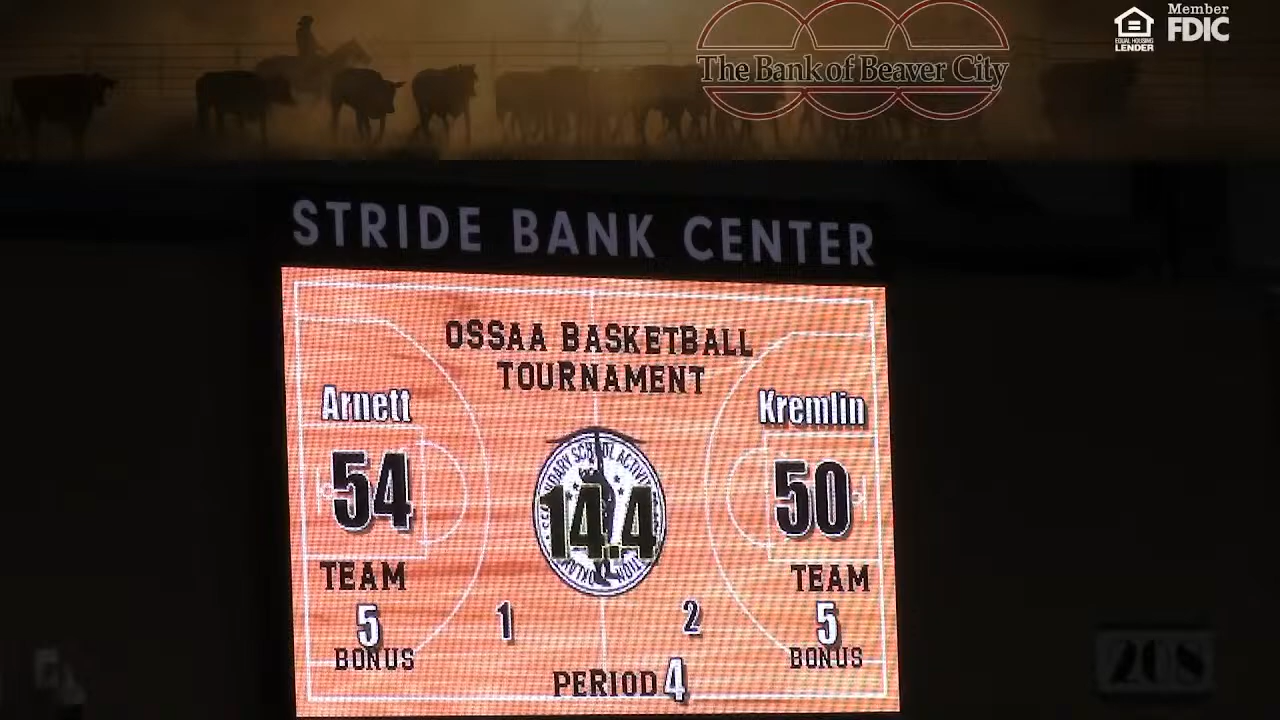 Member
FDIC
EQUAL HOUSING
LENDER
The Bank of Beaver City
STRIDE BANK CENTER
OSSAA BASKETBALL
TOURNAMENT
Arnett
Kremlin
54
14.4
50
TEAM
TEAM
5
1
2
5
BONUS
BONUS
PERIOD 4
208